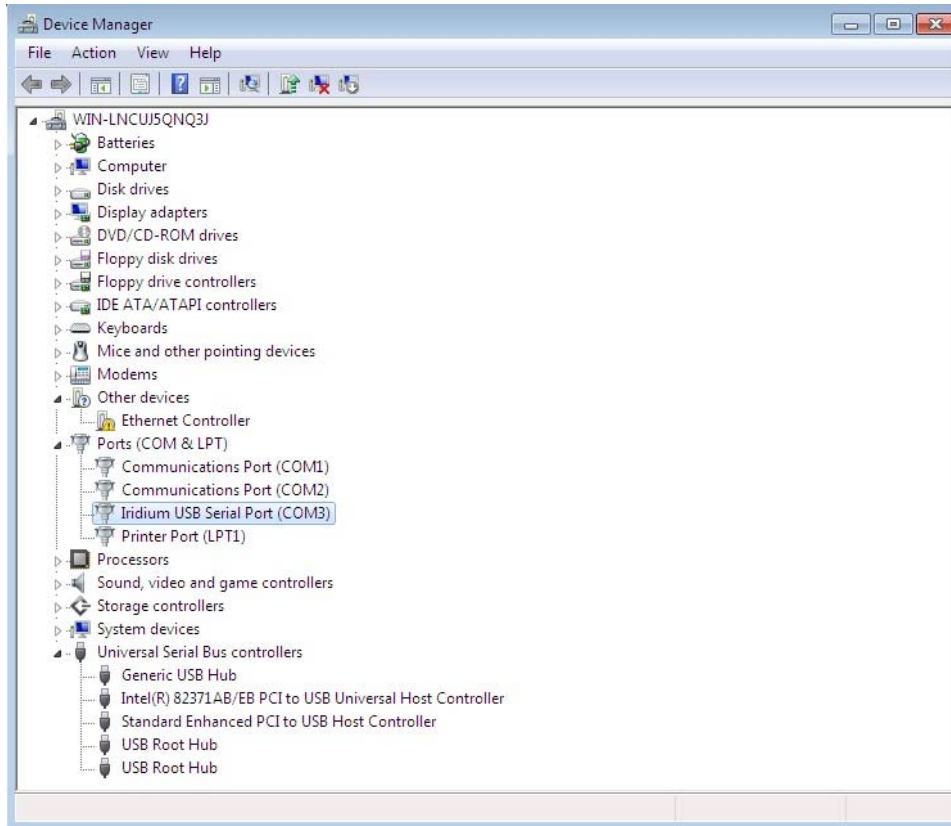 Device Manager
File Action View Help
WIN-LNCUJ5QNQ3J
Batteries
Computer
Disk drives
Display adapters
DVD/CD-ROM drives
Floppy disk drives
Floppy drive controllers
IDE ATA/ATAPI controllers
Keyboards
Mice and other pointing devices
Modems
Other devices
Ethernet Controller
Ports (COM & LPT)
Communications Port (COM1)
Communications Port (COM2)
Iridium USB Serial Port (COM3)
Printer Port (LPT1)
Processors
Sound, video and game controllers
Storage controllers
System devices
Universal Serial Bus controllers
Generic USB Hub
Intel(R) 82371AB/EB PCI to USB Universal Host Controller
Standard Enhanced PCI to USB Host Controller
USB Root Hub
USB Root Hub